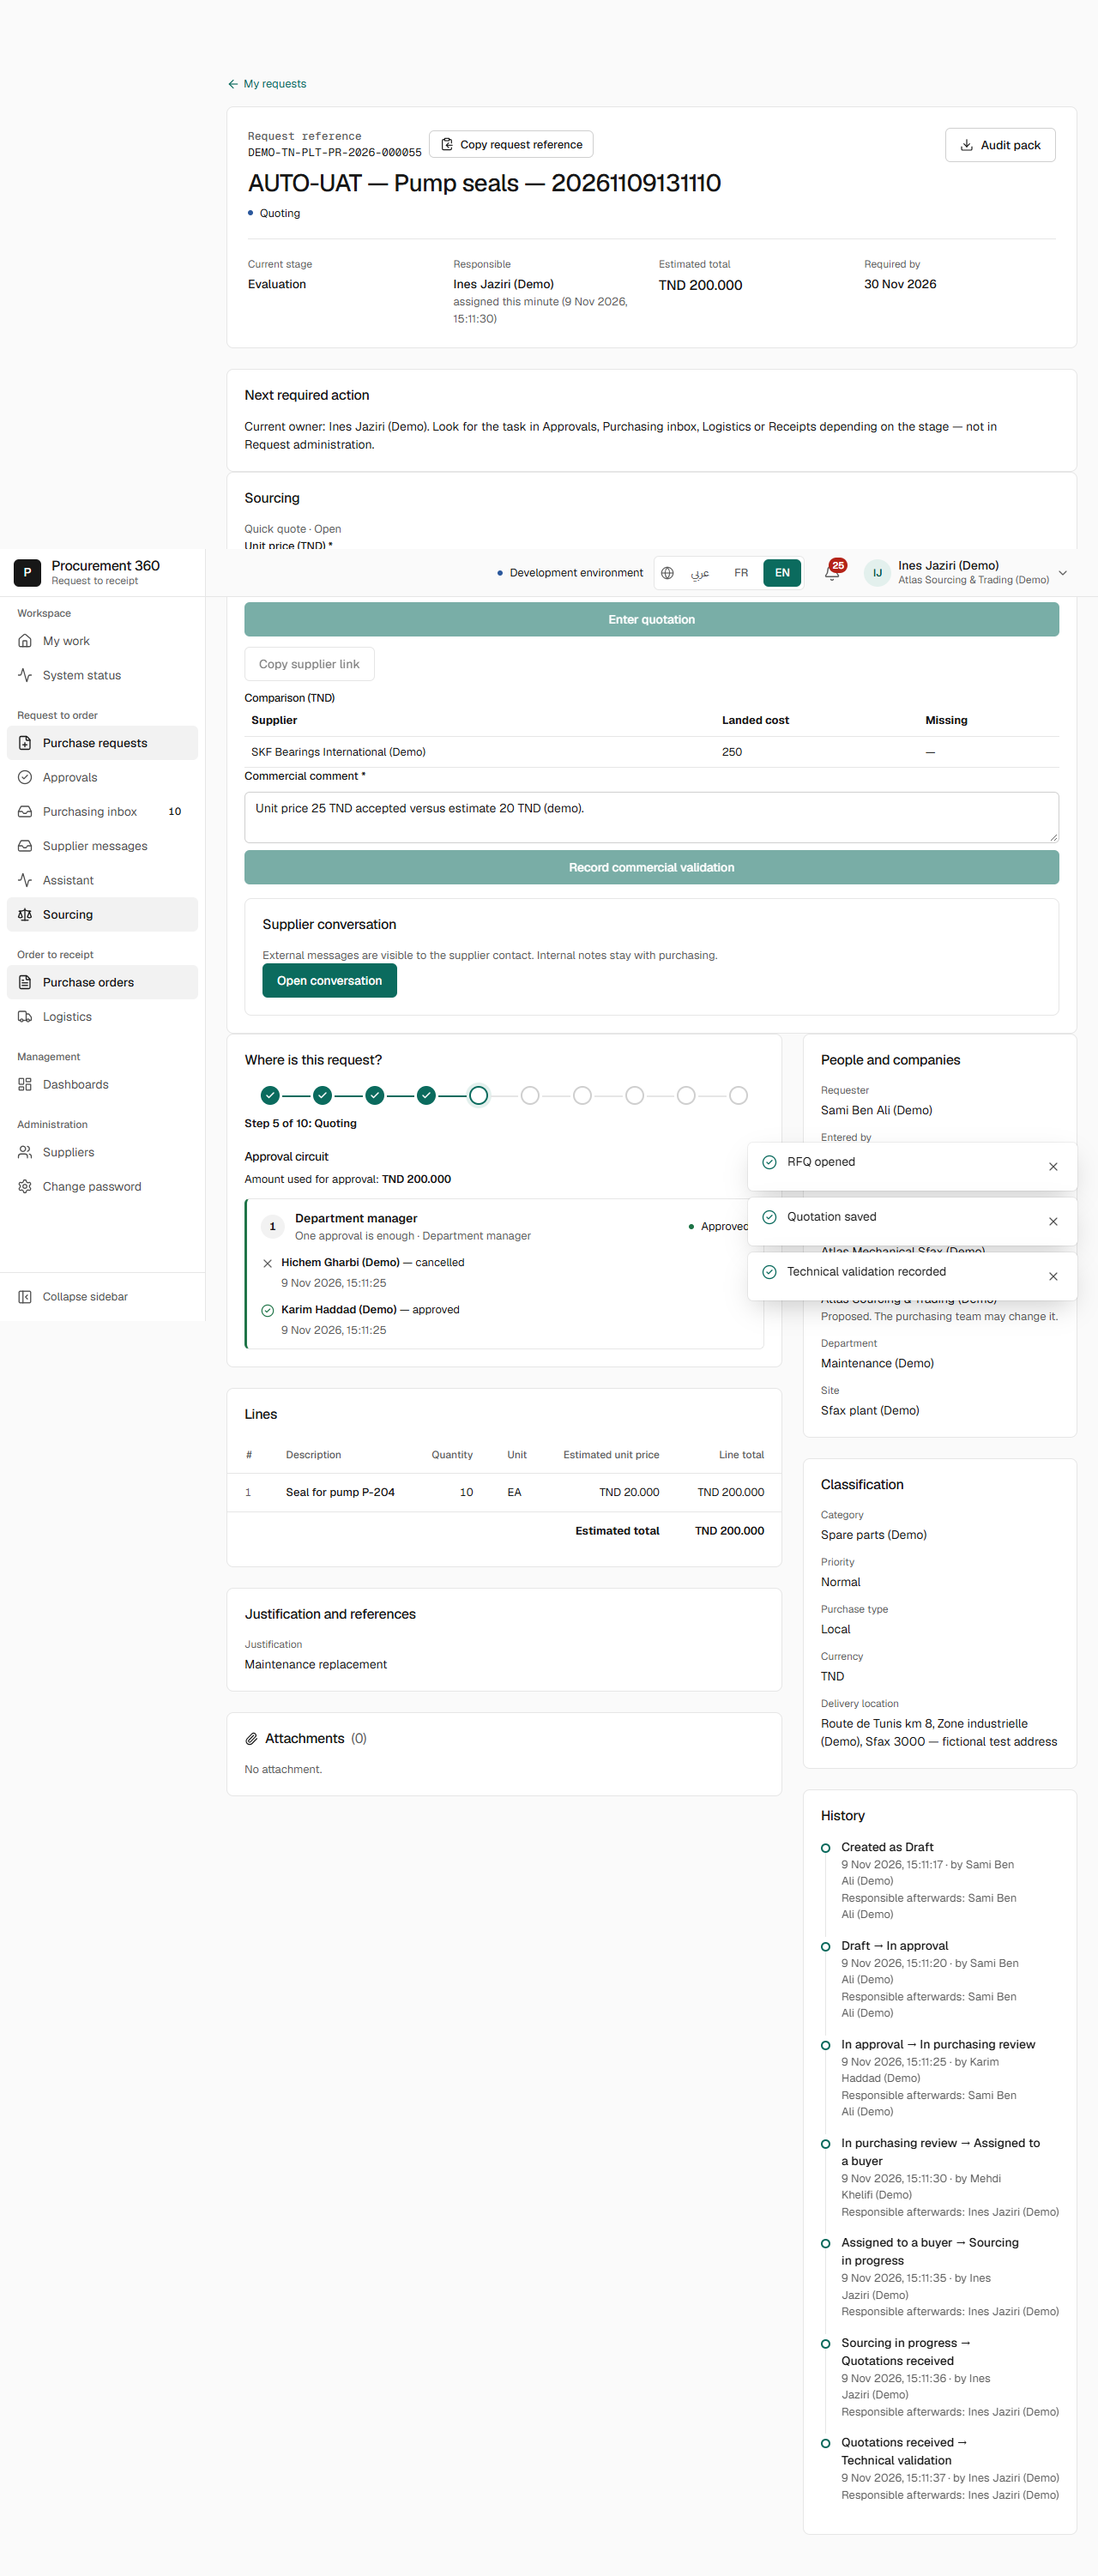 My requests
Request reference
DEMO-TN-PLT-PR-2026-000055
Copy request reference
Audit pack
AUTO-UAT — Pump seals — 20261109131110
Quoting
Current stage
Evaluation
Responsible
Ines Jaziri (Demo)
assigned this minute (9 Nov 2026,
15:11:30)
Estimated total
TND 200.000
Required by
30 Nov 2026
Next required action
Current owner: Ines Jaziri (Demo). Look for the task in Approvals, Purchasing inbox, Logistics or Receipts depending on the stage — not in
Request administration.
Sourcing
Quick quote · Open
Unit price (TND) *
P
Procurement 360
Request to receipt
Development environment
عربي
FR
EN
25
IJ
Ines Jaziri (Demo)
Atlas Sourcing & Trading (Demo)
Workspace
My work
System status
Request to order
Purchase requests
Approvals
Purchasing inbox
10
Supplier messages
Assistant
Sourcing
Order to receipt
Purchase orders
Logistics
Management
Dashboards
Administration
Suppliers
Change password
Collapse sidebar
Enter quotation
Copy supplier link
Comparison (TND)
Supplier
Landed cost
Missing
SKF Bearings International (Demo)
250
—
Commercial comment *
Unit price 25 TND accepted versus estimate 20 TND (demo).
Record commercial validation
Supplier conversation
External messages are visible to the supplier contact. Internal notes stay with purchasing.
Open conversation
Where is this request?
Step 5 of 10: Quoting
Approval circuit
Amount used for approval: TND 200.000
1
Department manager
One approval is enough · Department manager
Approved
Hichem Gharbi (Demo) — cancelled
9 Nov 2026, 15:11:25
Karim Haddad (Demo) — approved
9 Nov 2026, 15:11:25
People and companies
Requester
Sami Ben Ali (Demo)
Entered by
RFQ opened
Quotation saved
Atlas Mechanical Sfax (Demo)
Technical validation recorded
Atlas Sourcing & Trading (Demo)
Proposed. The purchasing team may change it.
Department
Maintenance (Demo)
Site
Sfax plant (Demo)
Lines
#
Description
Quantity
Unit
Estimated unit price
Line total
1
Seal for pump P-204
10
EA
TND 20.000
TND 200.000
Estimated total
TND 200.000
Justification and references
Justification
Maintenance replacement
Attachments (0)
No attachment.
Classification
Category
Spare parts (Demo)
Priority
Normal
Purchase type
Local
Currency
TND
Delivery location
Route de Tunis km 8, Zone industrielle
(Demo), Sfax 3000 — fictional test address
History
Created as Draft
9 Nov 2026, 15:11:17 · by Sami Ben
Ali (Demo)
Responsible afterwards: Sami Ben
Ali (Demo)
Draft → In approval
9 Nov 2026, 15:11:20 · by Sami Ben
Ali (Demo)
Responsible afterwards: Sami Ben
Ali (Demo)
In approval → In purchasing review
9 Nov 2026, 15:11:25 · by Karim
Haddad (Demo)
Responsible afterwards: Sami Ben
Ali (Demo)
In purchasing review → Assigned to
a buyer
9 Nov 2026, 15:11:30 · by Mehdi
Khelifi (Demo)
Responsible afterwards: Ines Jaziri (Demo)
Assigned to a buyer → Sourcing
in progress
9 Nov 2026, 15:11:35 · by Ines
Jaziri (Demo)
Responsible afterwards: Ines Jaziri (Demo)
Sourcing in progress →
Quotations received
9 Nov 2026, 15:11:36 · by Ines
Jaziri (Demo)
Responsible afterwards: Ines Jaziri (Demo)
Quotations received →
Technical validation
9 Nov 2026, 15:11:37 · by Ines Jaziri (Demo)
Responsible afterwards: Ines Jaziri (Demo)